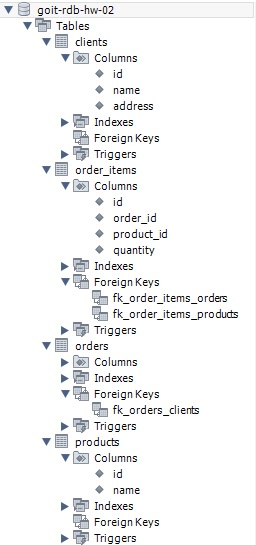 goit-rdb-hw-02
Tables
clients
Columns
id
name
address
Indexes
Foreign Keys
Triggers
order_items
Columns
id
order_id
product_id
quantity
Indexes
Foreign Keys
fk_order_items_orders
fk_order_items_products
Triggers
orders
Columns
Indexes
Foreign Keys
fk_orders_clients
Triggers
products
Columns
id
name
Indexes
Foreign Keys
Triggers